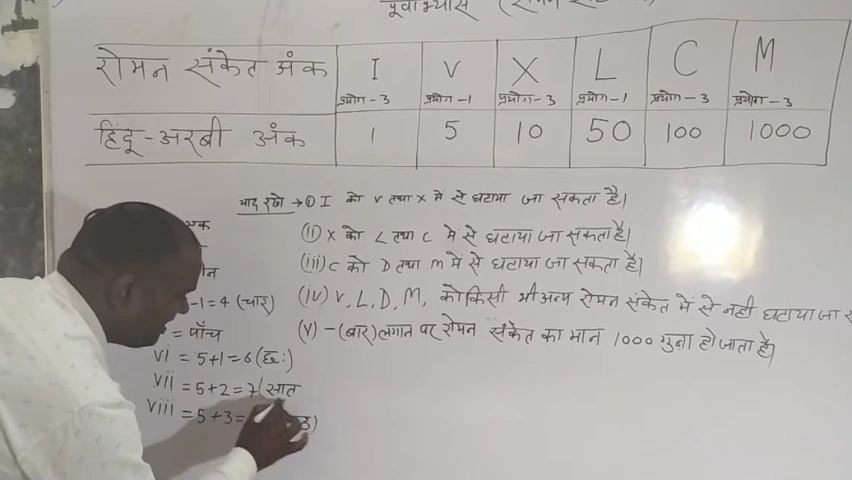 पूर्वाभ्यास (रोमन
रोमन संकेत अंक I V X L C M
प्रयोग-3 प्रयोग-1 प्रयोग-3 प्रयोग-1 प्रयोग-3 प्रयोग-3
हिंदू-अरबी अंक 1 5 10 50 100 1000
याद रखे → (i) I को V तथा X में से घटाया जा सकता है।
(ii) X को L तथा C में से घटाया जा सकता है।
(iii) C को D तथा M में से घटाया जा सकता है।
(iv) V, L, D, M, को किसी भी अन्य रोमन संकेत में से नही घटाया जा
(v) - (बार) लगाने पर रोमन संकेत का मान 1000 गुना हो जाता है।
-1=4 (चार)
= पाँच
vi = 5+1=6 (छः)
vii = 5+2=7 (सात
viii = 5+3=